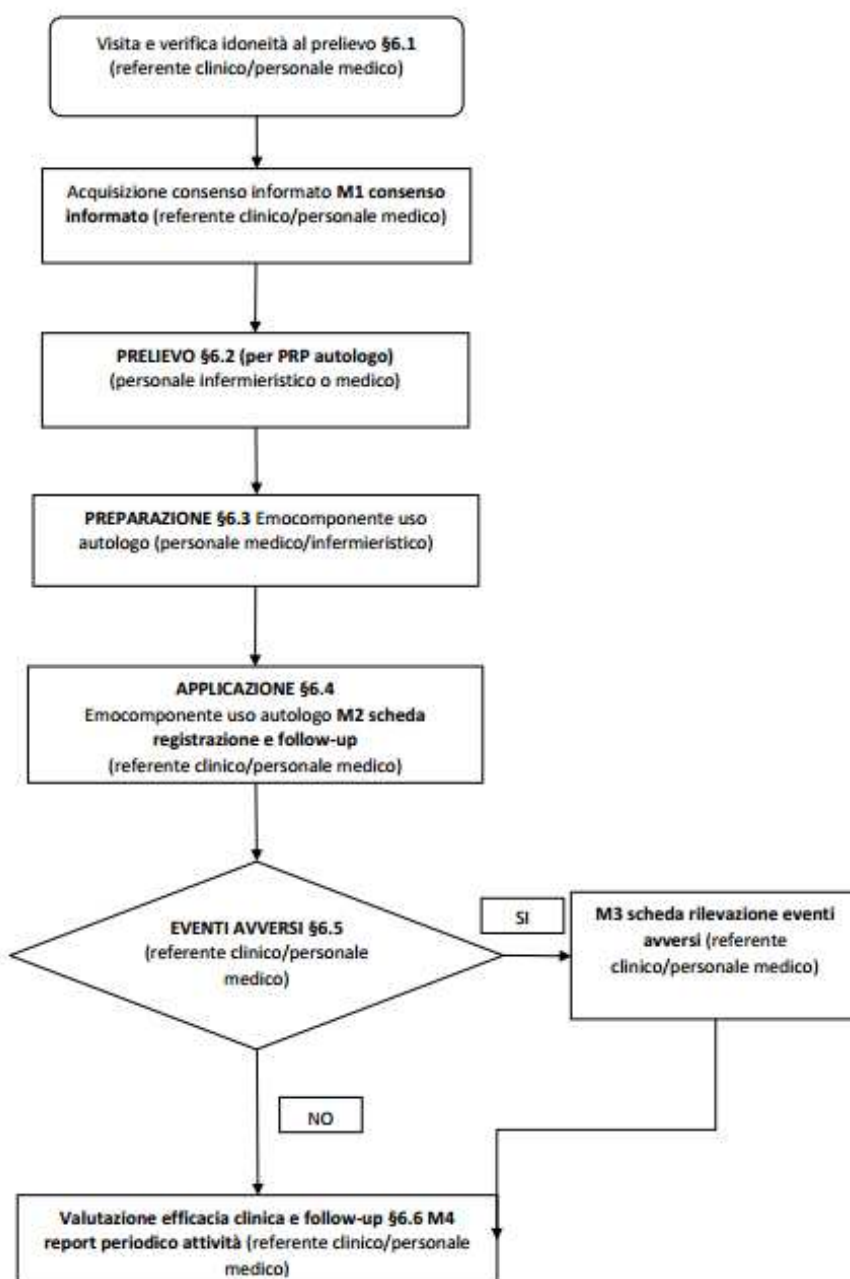 Visita e verifica idoneità al prelievo §6.1
(referente clinico/personale medico)
Acquisizione consenso informato M1 consenso
informato (referente clinico/personale medico)
PRELIEVO §6.2 (per PRP autologo)
(personale infermieristico o medico)
PREPARAZIONE §6.3 Emocomponente uso
autologo (personale medico/infermieristico)
APPLICAZIONE §6.4
Emocomponente uso autologo M2 scheda
registrazione e follow-up
(referente clinico/personale medico)
EVENTI AVVERSI §6.5
(referente clinico/personale
medico)
SI
M3 scheda rilevazione eventi
avversi (referente
clinico/personale medico)
NO
Valutazione efficacia clinica e follow-up §6.6 M4
report periodico attività (referente clinico/personale
medico)